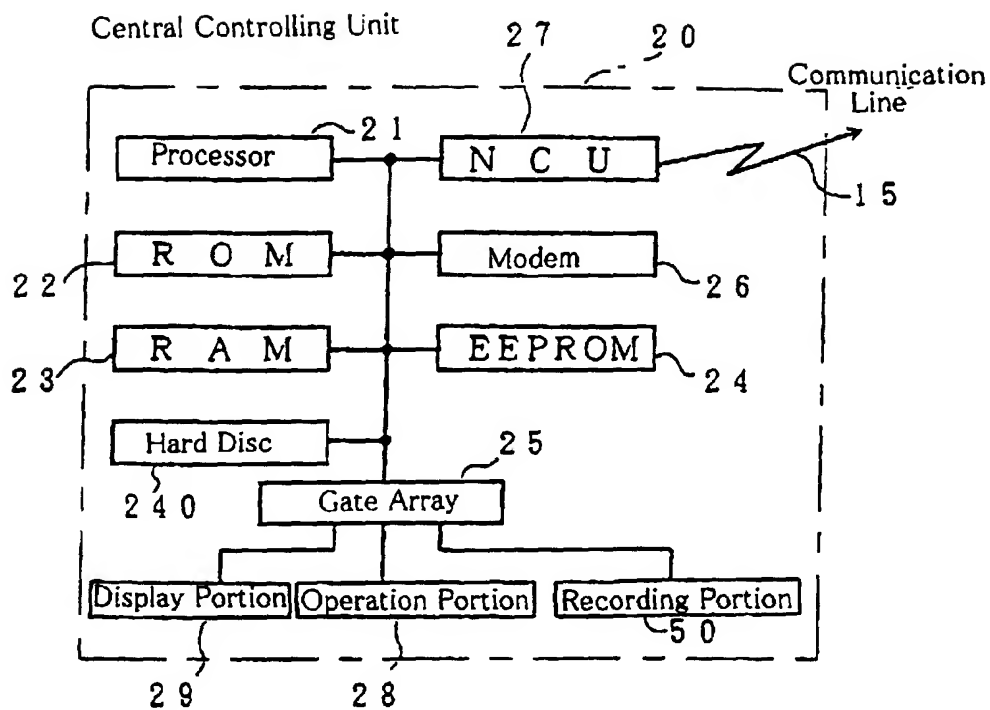 Central Controlling Unit
27
20
Communication
Line
21
Processor
NCU
15
ROM
Modem
22
26
RAM
EEPROM
23
24
Hard Disc
25
240
Gate Array
Display Portion
Operation Portion
Recording Portion
50
29
28